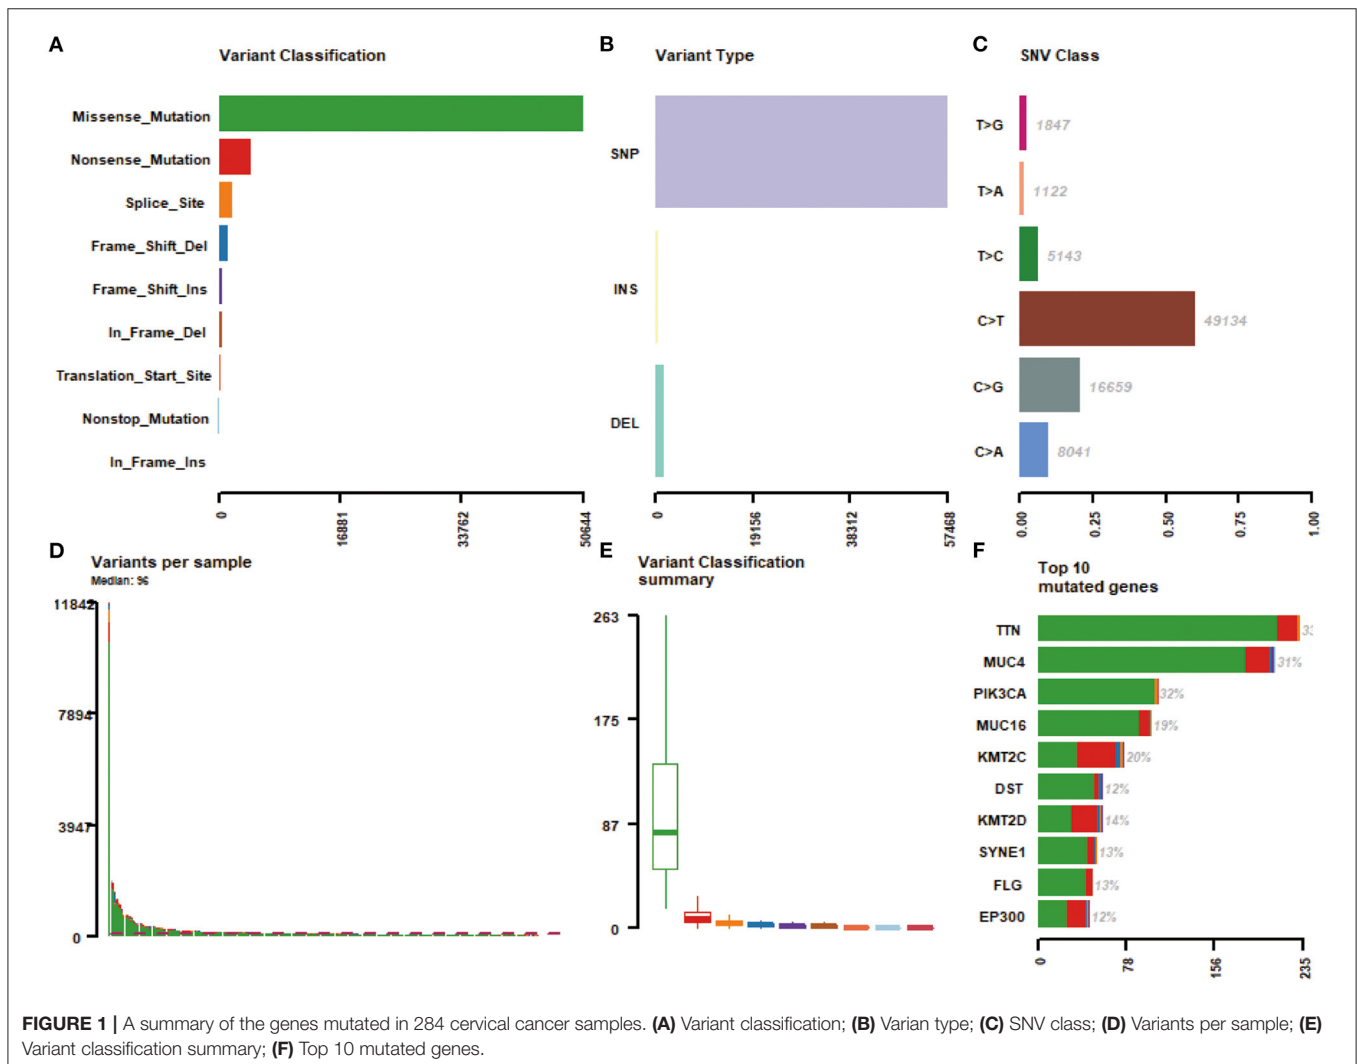 A
Variant Classification
Missense_Mutation
Nonsense_Mutation
Splice_Site
Frame_Shift_Del
Frame_Shift_Ins
In_Frame_Del
Translation_Start_Site
Nonstop_Mutation
In_Frame_Ins
0
16881
33762
50644
B
Variant Type
SNP
INS
DEL
0
19156
38312
57468
C
SNV Class
T>G
1847
T>A
1122
T>C
5143
C>T
49134
C>G
16659
C>A
8041
0.00
0.25
0.50
0.75
1.00
D
Variants per sample
Median: 96
11842
7894
3947
0
E
Variant Classification
summary
263
175
87
0
F
Top 10
mutated genes
TTN
MUC4 31%
PIK3CA 32%
MUC16 19%
KMT2C 20%
DST 12%
KMT2D 14%
SYNE1 13%
FLG 13%
EP300 12%
0
78
156
235
FIGURE 1 | A summary of the genes mutated in 284 cervical cancer samples. (A) Variant classification; (B) Varian type; (C) SNV class; (D) Variants per sample; (E)
Variant classification summary; (F) Top 10 mutated genes.